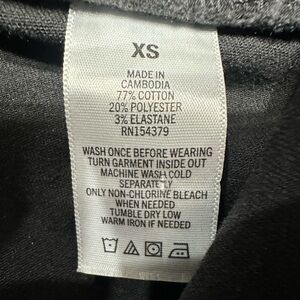 XS
MADE IN
CAMBODIA
77% COTTON
20% POLYESTER
3% ELASTANE
RN154379
WASH ONCE BEFORE WEARING
TURN GARMENT INSIDE OUT
MACHINE WASH COLD
SEPARATELY
ONLY NON-CHLORINE BLEACH
WHEN NEEDED
TUMBLE DRY LOW
WARM IRON IF NEEDED